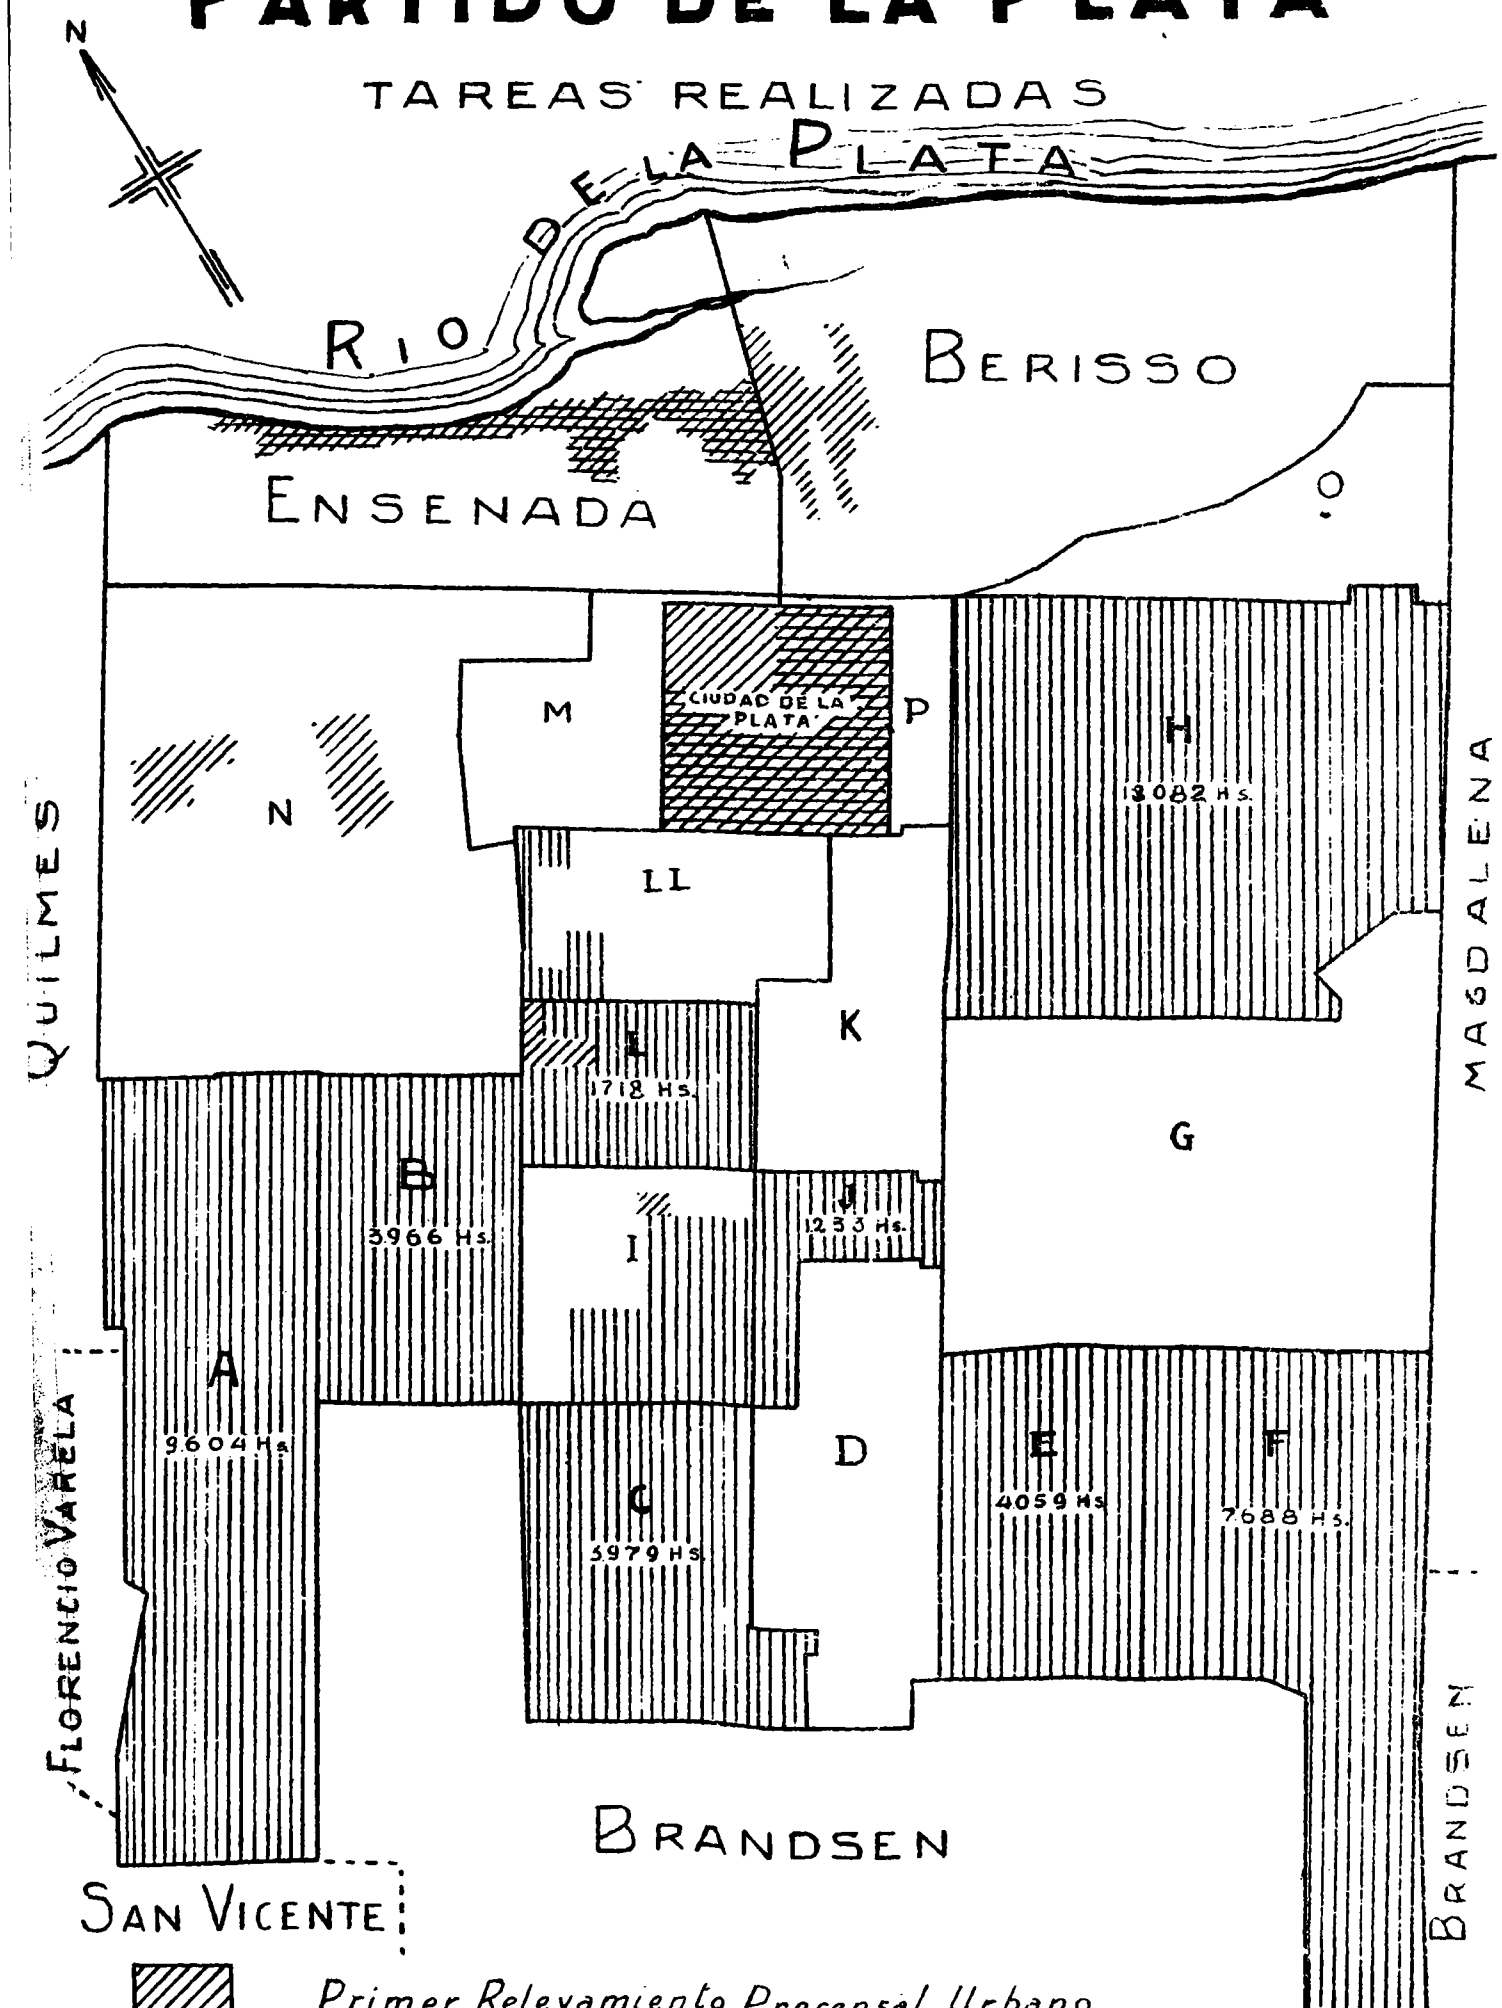 PARTIDO DE LA PLATA
N
TAREAS REALIZADAS
RIO DE LA PLATA
BERISSO
ENSENADA
O
M
CIUDAD DE LA
PLATA
P
H
N
QUILMES
MAGDALENA
LL
K
1718 Hs.
G
B
3966 Hs.
J
1233 Hs.
I
A
9604 Hs.
FLORENCIO VARELA
D
E
4059 Hs
F
7688 Hs.
C
3979 Hs.
BRANDSEN
BRANDSEN
SAN VICENTE
Primer Relevamiento Precensal Urbano